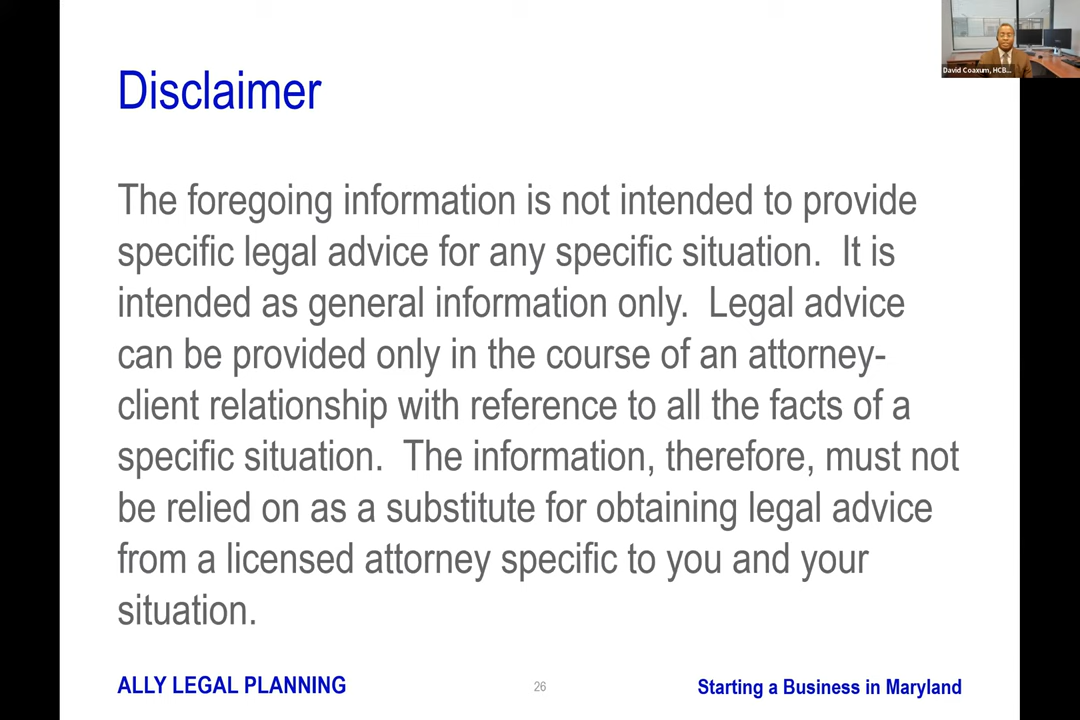 David Coaxum, HCB...
Disclaimer
The foregoing information is not intended to provide
specific legal advice for any specific situation.  It is
intended as general information only.  Legal advice
can be provided only in the course of an attorney-
client relationship with reference to all the facts of a
specific situation.  The information, therefore, must not
be relied on as a substitute for obtaining legal advice
from a licensed attorney specific to you and your
situation.
ALLY LEGAL PLANNING
26
Starting a Business in Maryland